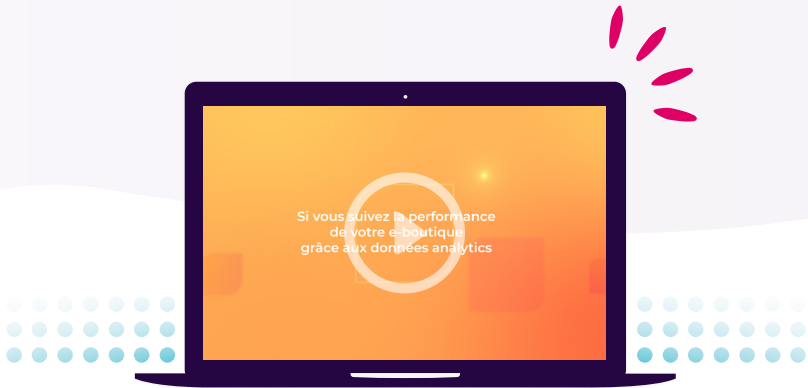 Si vous suivez la performance
de votre e-boutique
grâce aux données analytics